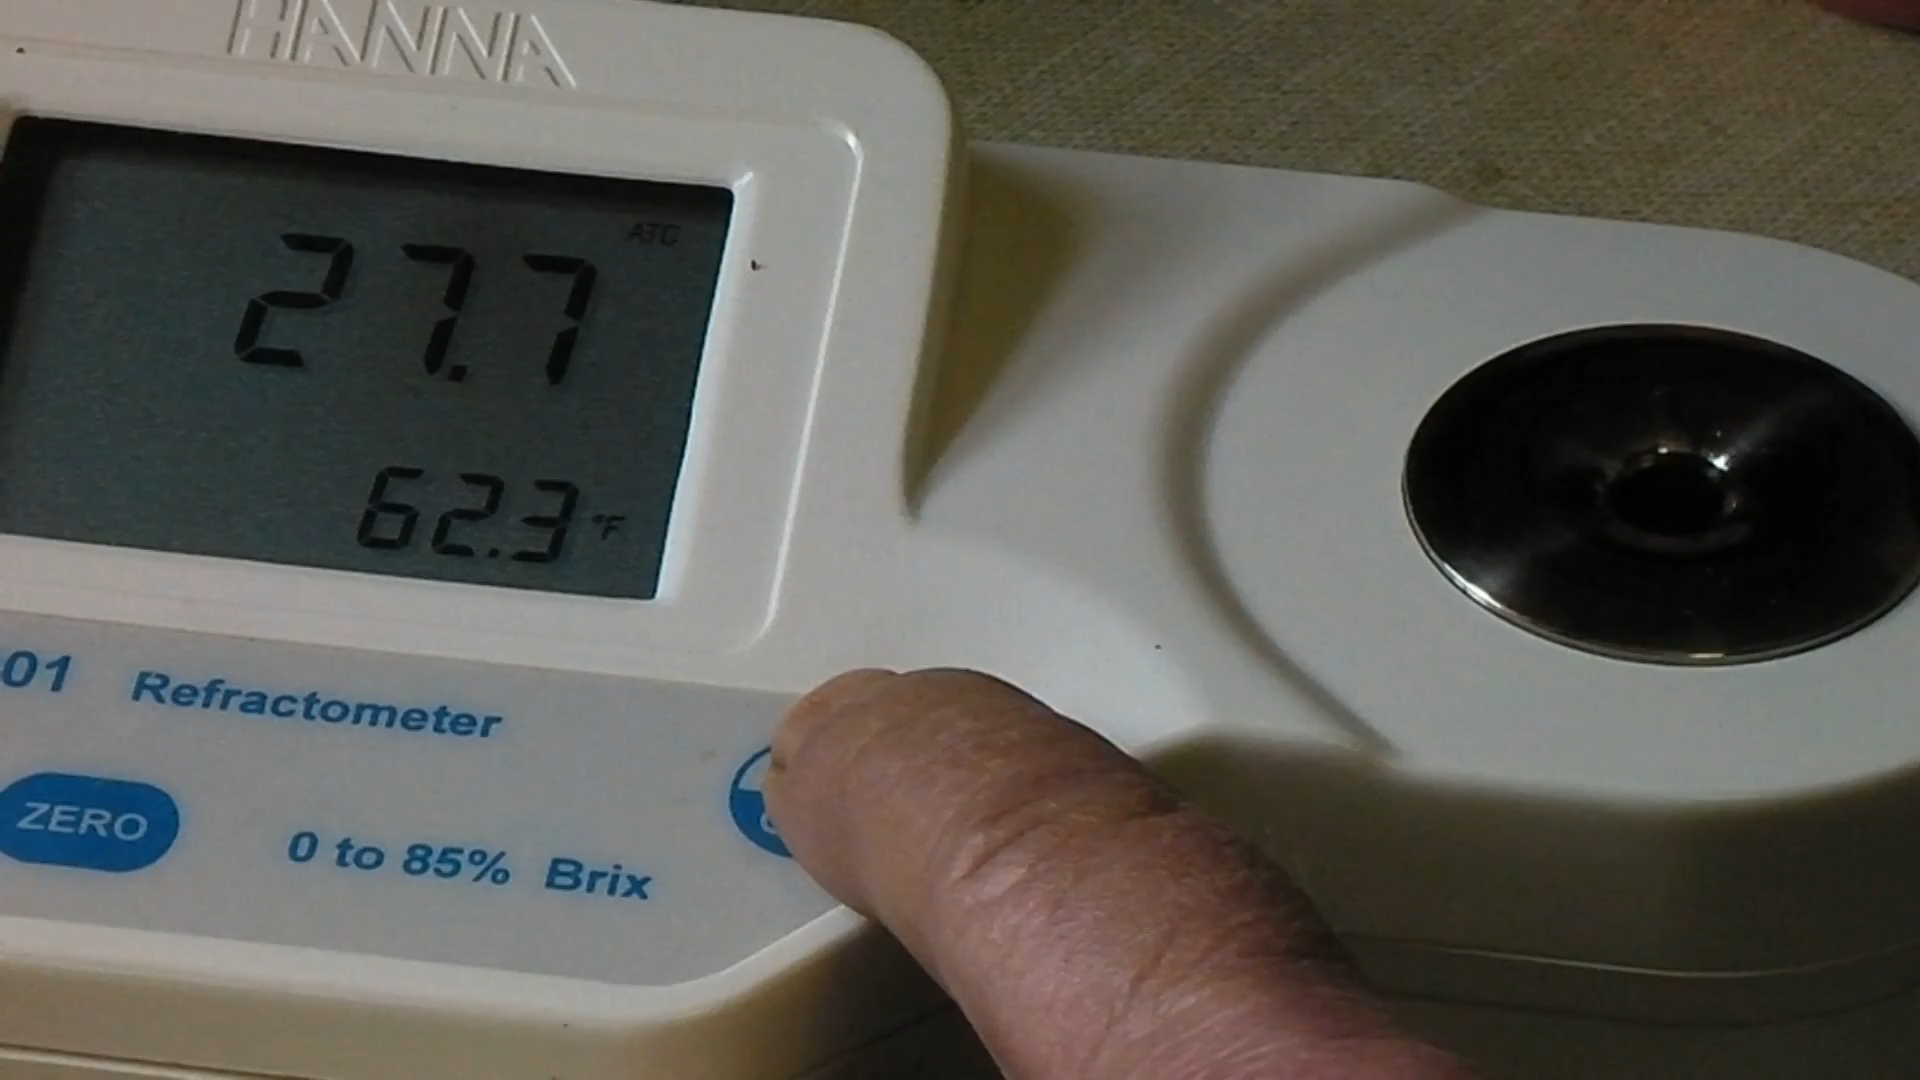 HANNA
ATC
27.7
62.3 °F
01 Refractometer
ZERO
0 to 85% Brix